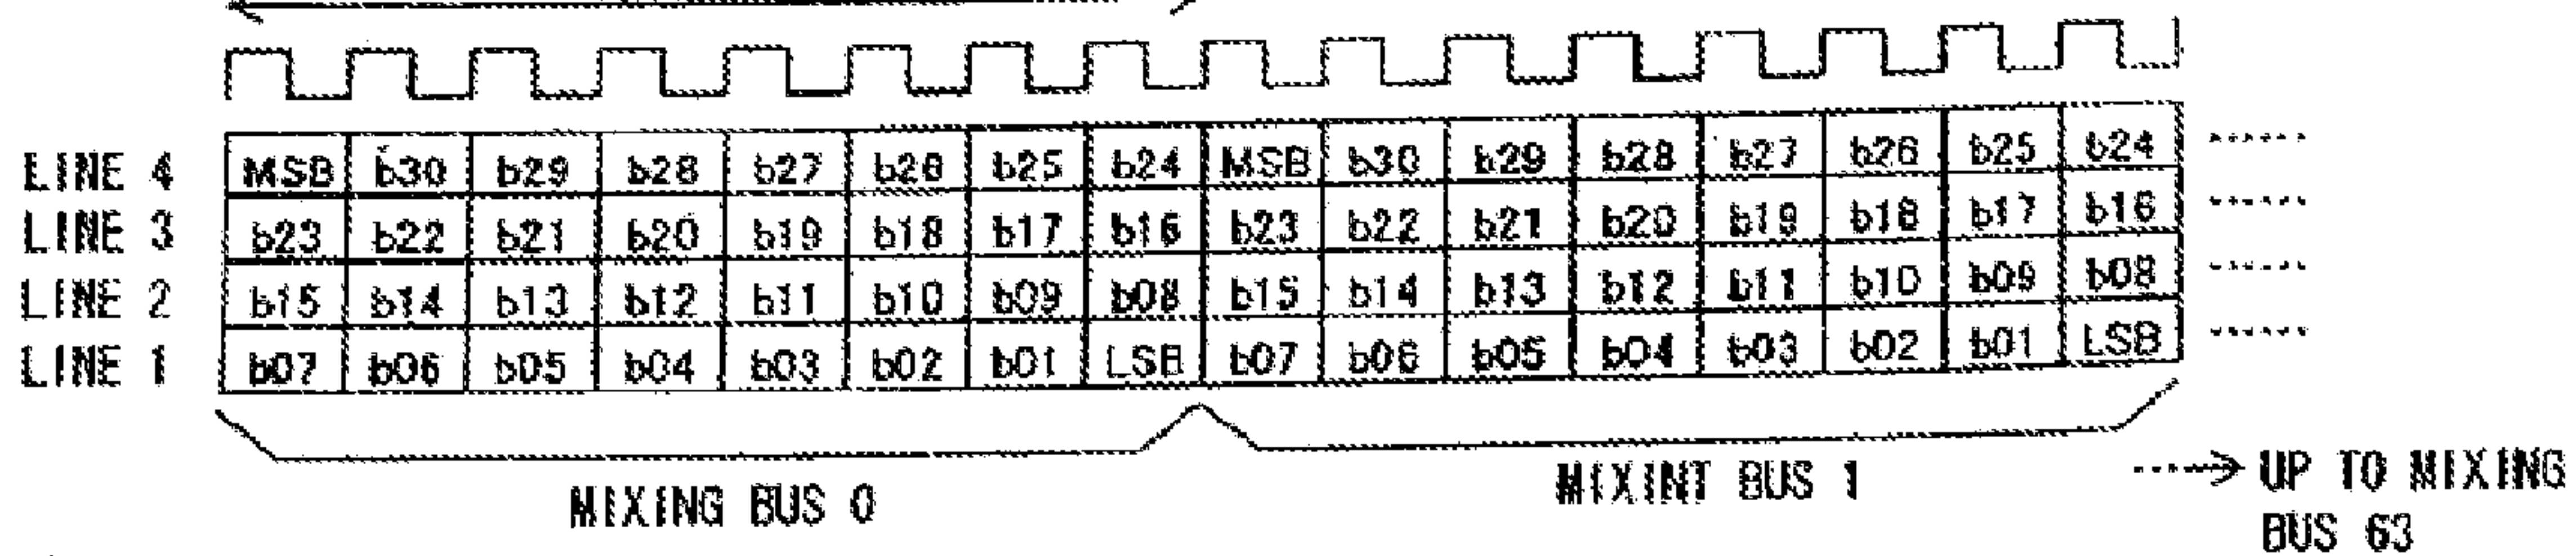 LINE 4 MSB b30 b29 b28 b27 b26 b25 b24 MSB b30 b29 b28 b27 b26 b25 b24 ······
LINE 3 b23 b22 b21 b20 b19 b18 b17 b16 b23 b22 b21 b20 b19 b18 b17 b16 ······
LINE 2 b15 b14 b13 b12 b11 b10 b09 b08 b15 b14 b13 b12 b11 b10 b09 b08 ······
LINE 1 b07 b06 b05 b04 b03 b02 b01 LSB b07 b06 b05 b04 b03 b02 b01 LSB ······
MIXING BUS 0 MIXINT BUS 1 ····> UP TO MIXING
BUS 63